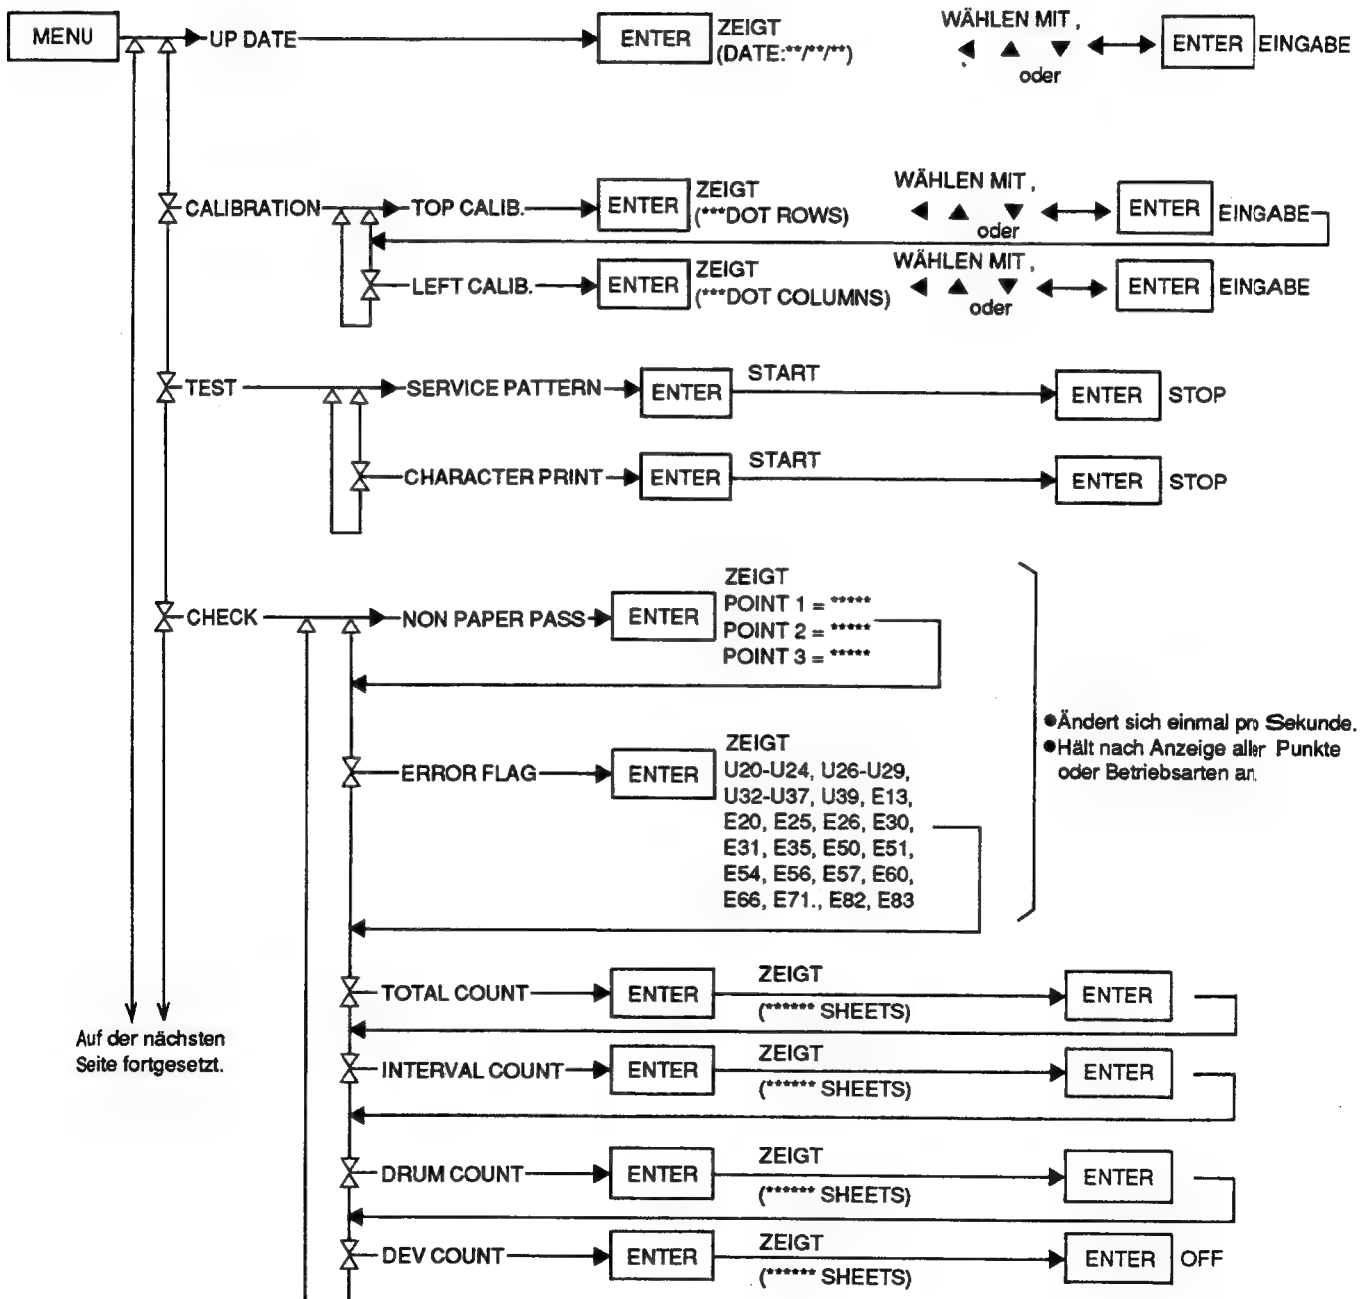 MENU UP DATE ENTER ZEIGT WÄHLEN MIT , ENTER EINGABE
(DATE:**/**/**) oder
CALIBRATION TOP CALIB. ENTER ZEIGT WÄHLEN MIT , ENTER EINGABE
(***DOT ROWS) oder
LEFT CALIB. ENTER ZEIGT WÄHLEN MIT , ENTER EINGABE
(***DOT COLUMNS) oder
TEST SERVICE PATTERN ENTER START ENTER STOP
CHARACTER PRINT ENTER START ENTER STOP
CHECK NON PAPER PASS ENTER ZEIGT
POINT 1 = *****
POINT 2 = *****
POINT 3 = *****
ERROR FLAG ENTER ZEIGT
U20-U24, U26-U29,
U32-U37, U39, E13,
E20, E25, E26, E30,
E31, E35, E50, E51,
E54, E56, E57, E60,
E66, E71., E82, E83
●Ändert sich einmal pro Sekunde.
●Hält nach Anzeige aller Punkte
oder Betriebsarten an.
TOTAL COUNT ENTER ZEIGT ENTER
(****** SHEETS)
Auf der nächsten
Seite fortgesetzt.
INTERVAL COUNT ENTER ZEIGT ENTER
(****** SHEETS)
DRUM COUNT ENTER ZEIGT ENTER
(****** SHEETS)
DEV COUNT ENTER ZEIGT ENTER OFF
(****** SHEETS)